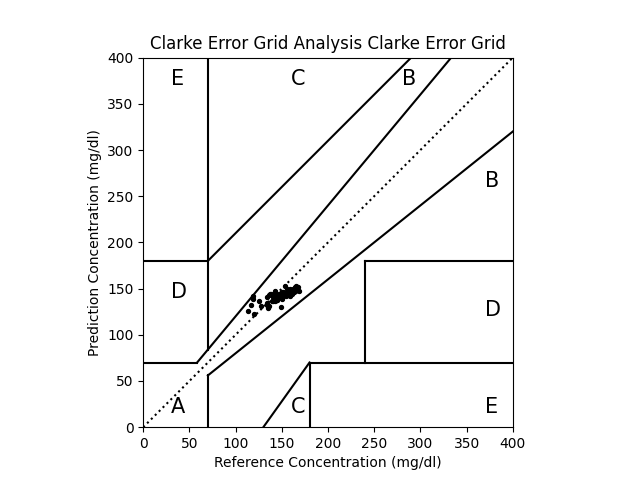 Clarke Error Grid Analysis Clarke Error Grid
400
350
300
250
200
150
100
50
0
Prediction Concentration (mg/dl)
E
C
B
B
D
D
A
C
E
0
50
100
150
200
250
300
350
400
Reference Concentration (mg/dl)